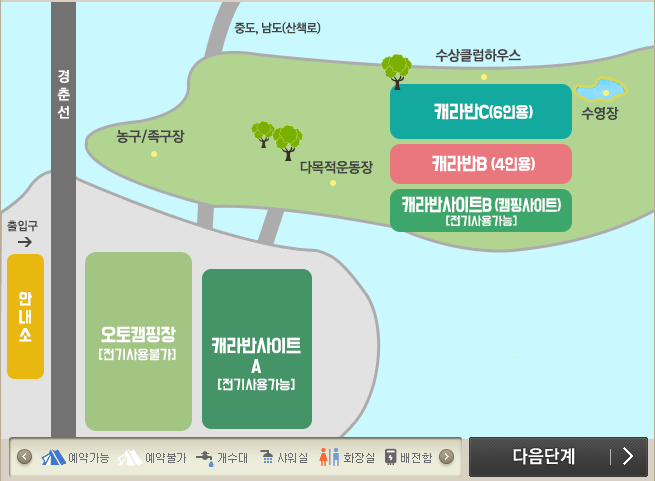 중도, 남도(산책로)
경춘선
수상클럽하우스
캐라반C(6인용)
수영장
농구/족구장
다목적운동장
캐라반B (4인용)
캐라반사이트B (캠핑사이트)
[전기사용가능]
출입구
안내소
오토캠핑장
[전기사용불가]
캐라반사이트
A
[전기사용가능]
예약가능 예약불가 개수대 샤워실 화장실 배전함
다음단계